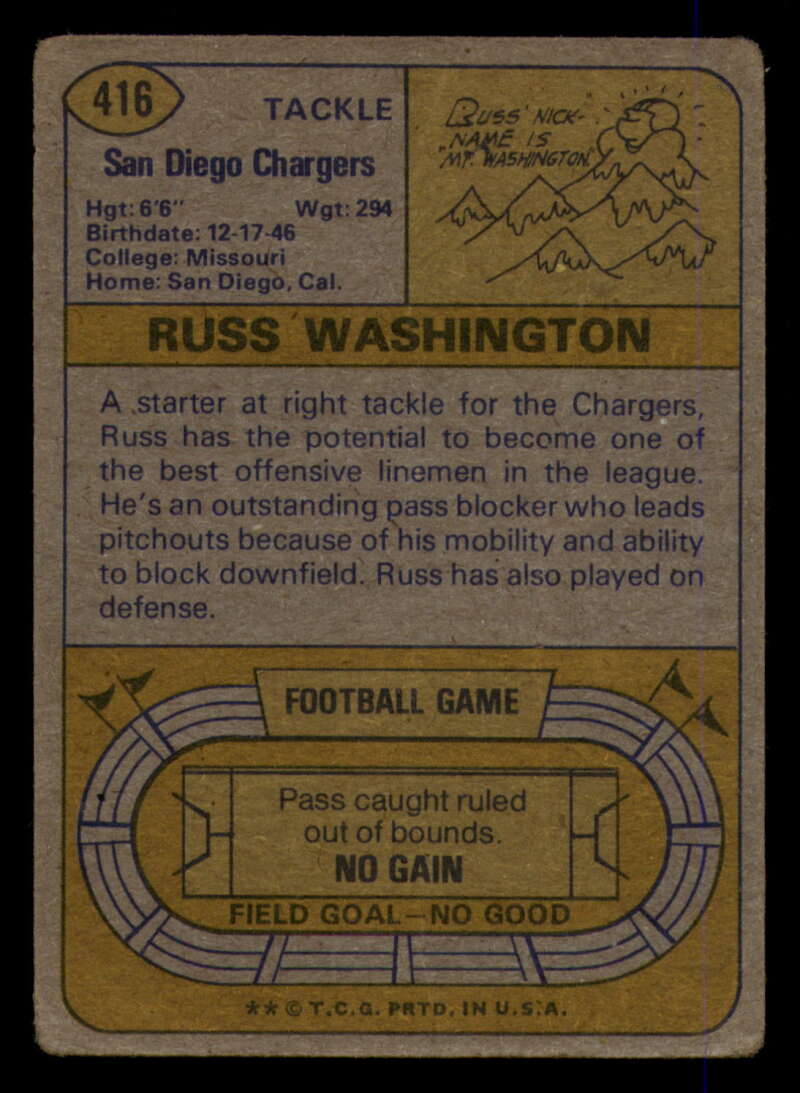 416
TACKLE
San Diego Chargers
Hgt: 6'6" Wgt: 294
Birthdate: 12-17-46
College: Missouri
Home: San Diego, Cal.
RUSS' NICK-
NAME IS
MT. WASHINGTON.
RUSS WASHINGTON
A starter at right tackle for the Chargers,
Russ has the potential to become one of
the best offensive linemen in the league.
He's an outstanding pass blocker who leads
pitchouts because of his mobility and ability
to block downfield. Russ has also played on
defense.
FOOTBALL GAME
Pass caught ruled
out of bounds.
NO GAIN
FIELD GOAL—NO GOOD
** © T.C.G. PRTD. IN U.S.A.